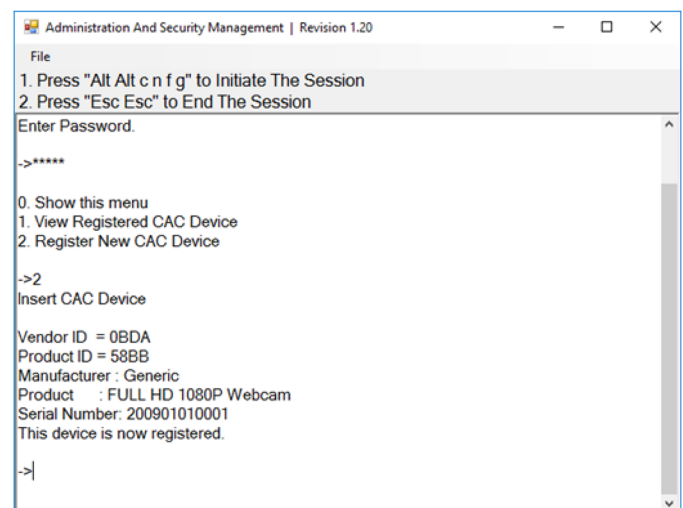 Administration And Security Management | Revision 1.20
File
1. Press "Alt Alt c n f g" to Initiate The Session
2. Press "Esc Esc" to End The Session
Enter Password.
->*****
0. Show this menu
1. View Registered CAC Device
2. Register New CAC Device
->2
Insert CAC Device
Vendor ID = 0BDA
Product ID = 58BB
Manufacturer : Generic
Product : FULL HD 1080P Webcam
Serial Number: 200901010001
This device is now registered.
->